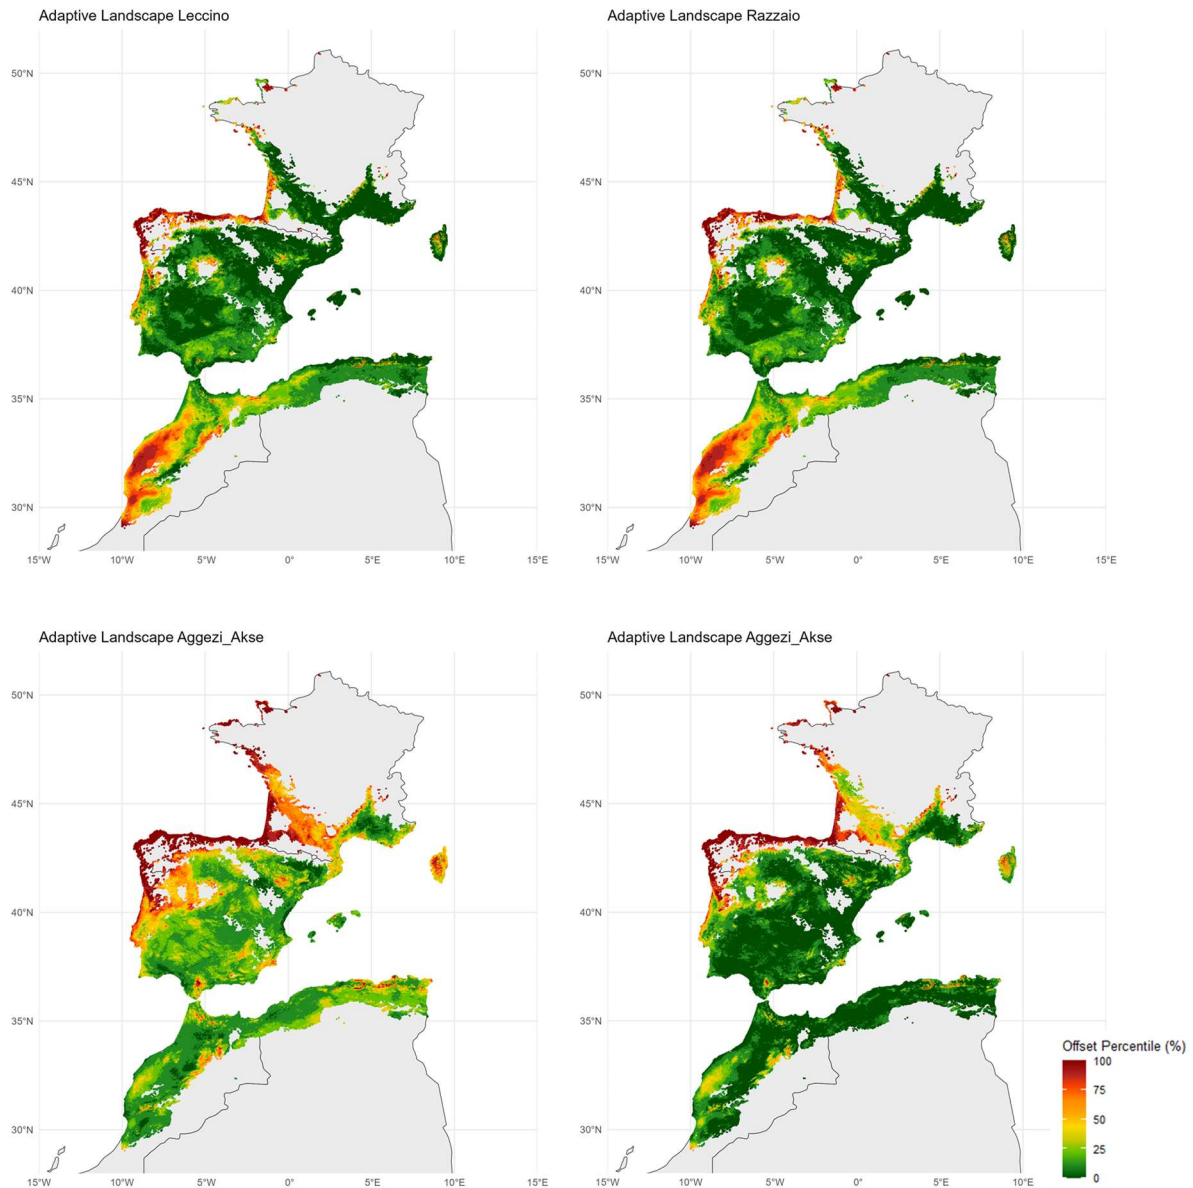 Adaptive Landscape Leccino
50°N
45°N
40°N
35°N
30°N
15°W 10°W 5°W 0° 5°E 10°E 15°E
Adaptive Landscape Razzaio
50°N
45°N
40°N
35°N
30°N
15°W 10°W 5°W 0° 5°E 10°E 15°E
Adaptive Landscape Aggezi_Akse
50°N
45°N
40°N
35°N
30°N
15°W 10°W 5°W 0° 5°E 10°E 15°E
Adaptive Landscape Aggezi_Akse
50°N
45°N
40°N
35°N
30°N
15°W 10°W 5°W 0° 5°E 10°E 15°E
Offset Percentile (%)
100
75
50
25
0